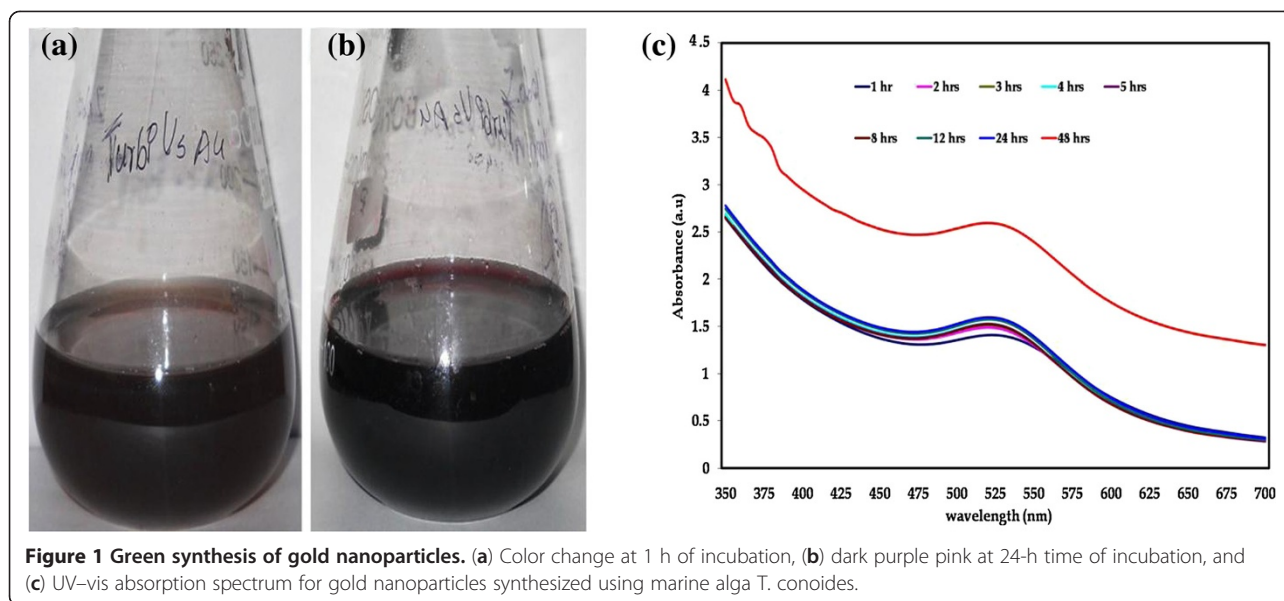 (a)
(b)
(c)
TurbP Vs Au
4.5
4
3.5
3
2.5
2
1.5
1
0.5
0
Absorbance (a.u)
1 hr 2 hrs 3 hrs 4 hrs 5 hrs
8 hrs 12 hrs 24 hrs 48 hrs
350 375 400 425 450 475 500 525 550 575 600 625 650 675 700
wavelength (nm)
Figure 1 Green synthesis of gold nanoparticles. (a) Color change at 1 h of incubation, (b) dark purple pink at 24-h time of incubation, and
(c) UV–vis absorption spectrum for gold nanoparticles synthesized using marine alga T. conoides.